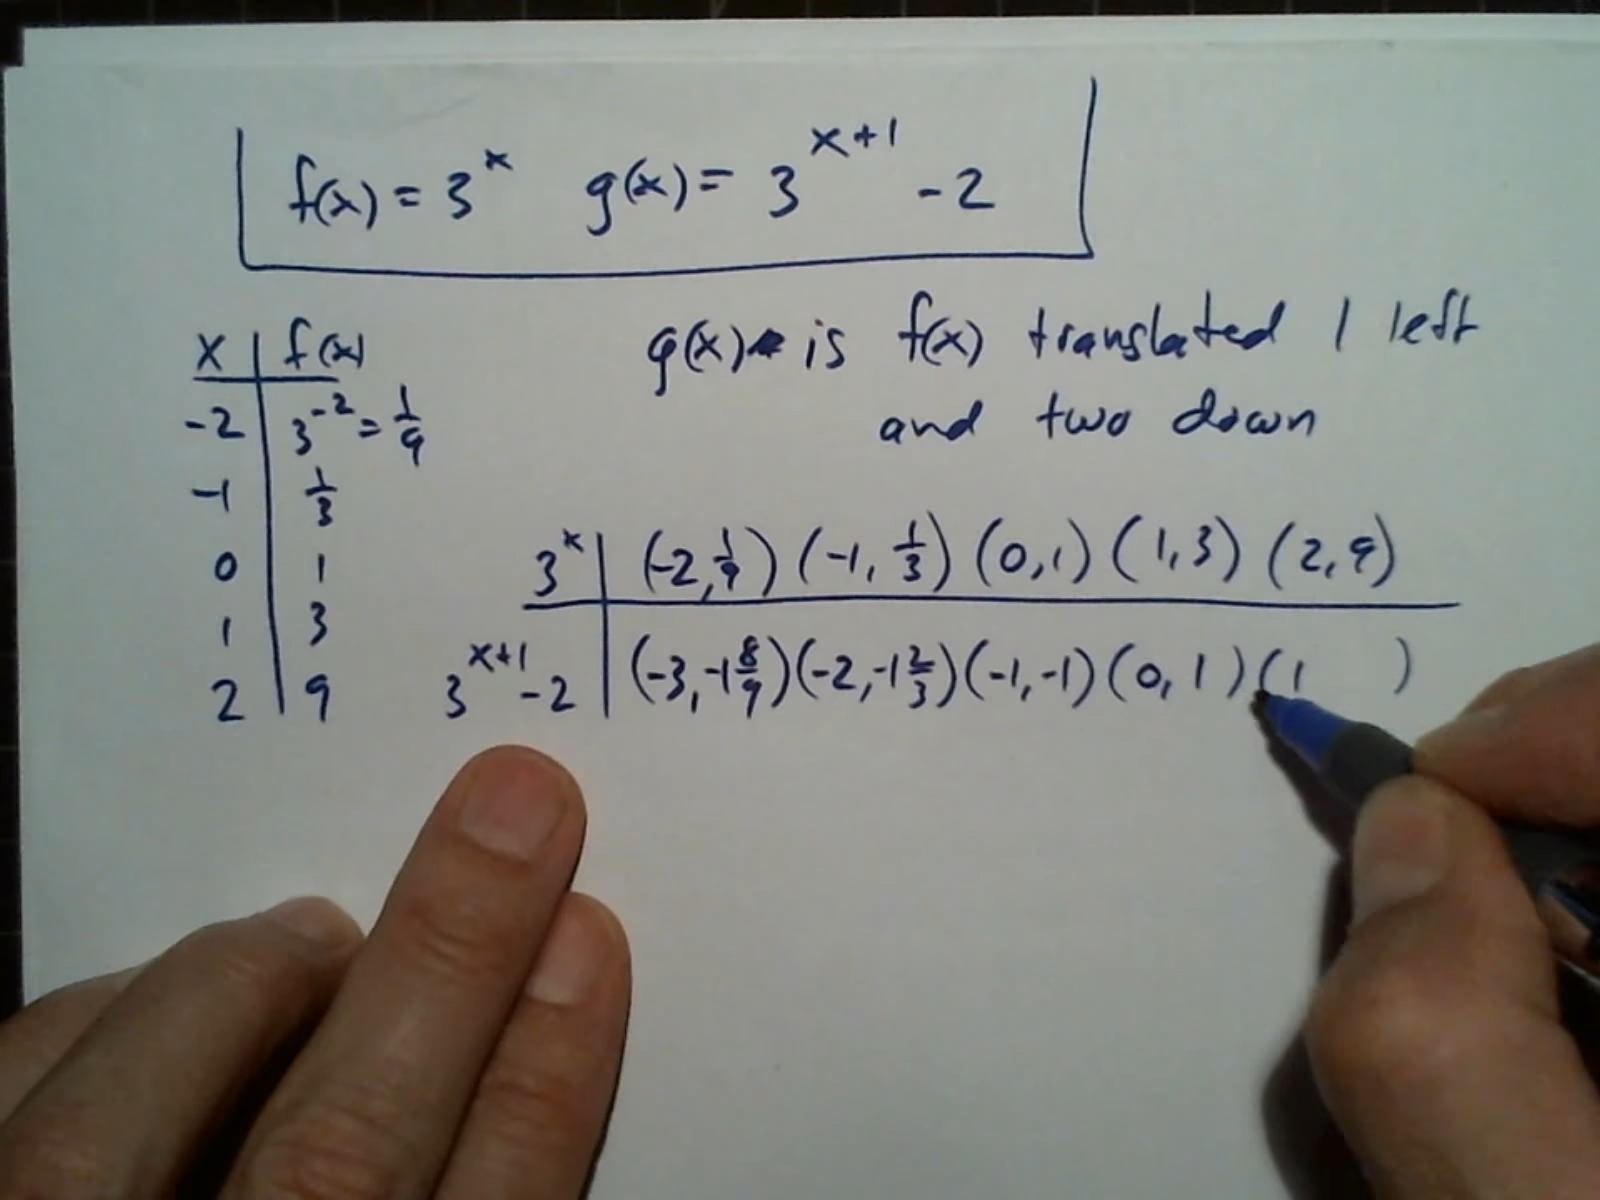 f(x) = 3^x g(x) = 3^{x+1} - 2
g(x) is f(x) translated 1 left
and two down
x | f(x)
-2 | 3^{-2} = 1/9
-1 | 1/3
0 | 1
1 | 3
2 | 9
3^x | (-2, 1/9) (-1, 1/3) (0, 1) (1, 3) (2, 9)
3^{x+1} - 2 | (-3, -1 8/9) (-2, -1 2/3) (-1, -1) (0, 1) (1 )